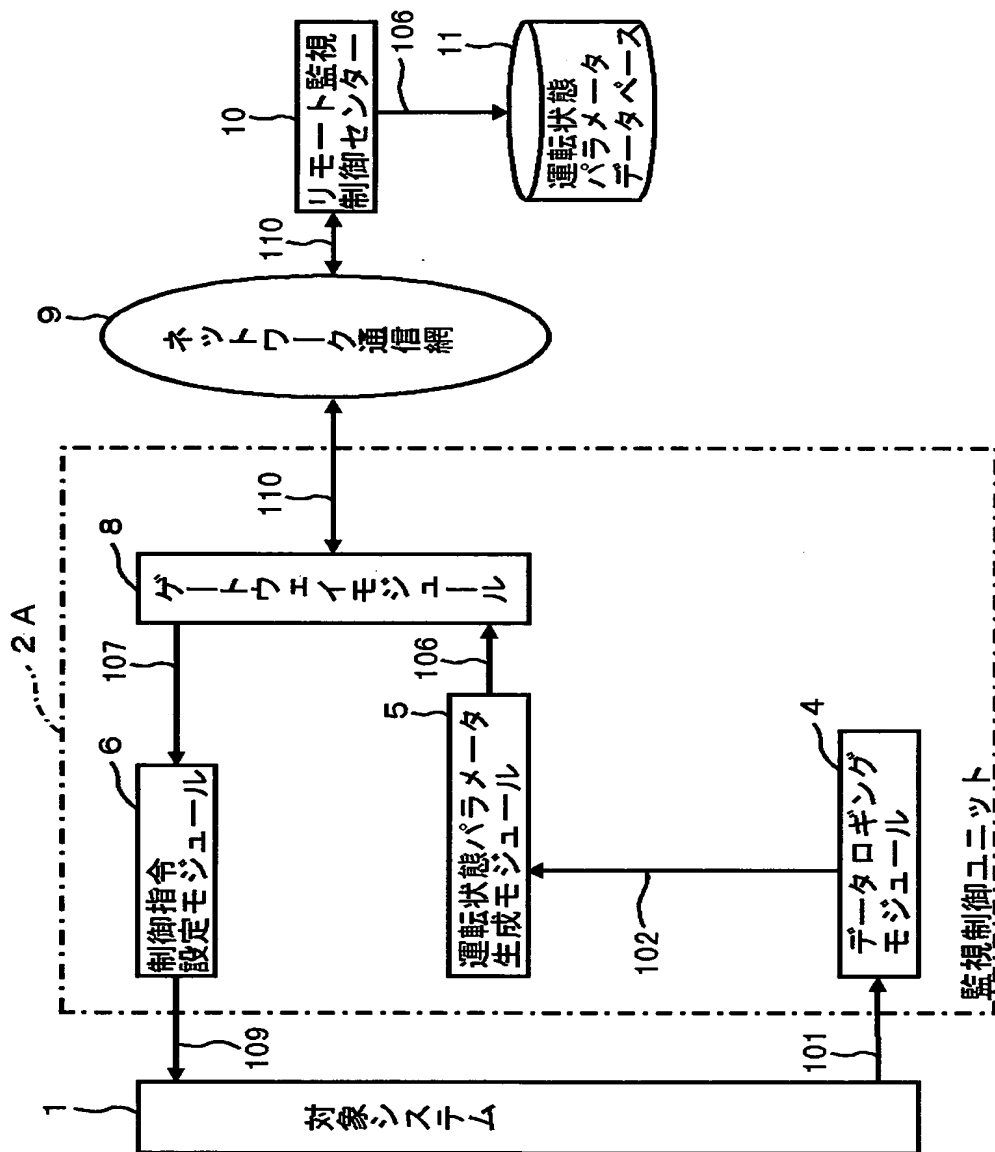 1
対象システム
109
101
2A
6
制御指令
設定モジュール
107
8
ゲートウェイモジュール
5
運転状態パラメータ
生成モジュール
106
102
4
データロギング
モジュール
監視制御ユニット
110
9
ネットワーク通信網
110
10
リモート監視
制御センター
106
11
運転状態
パラメータ
データベース